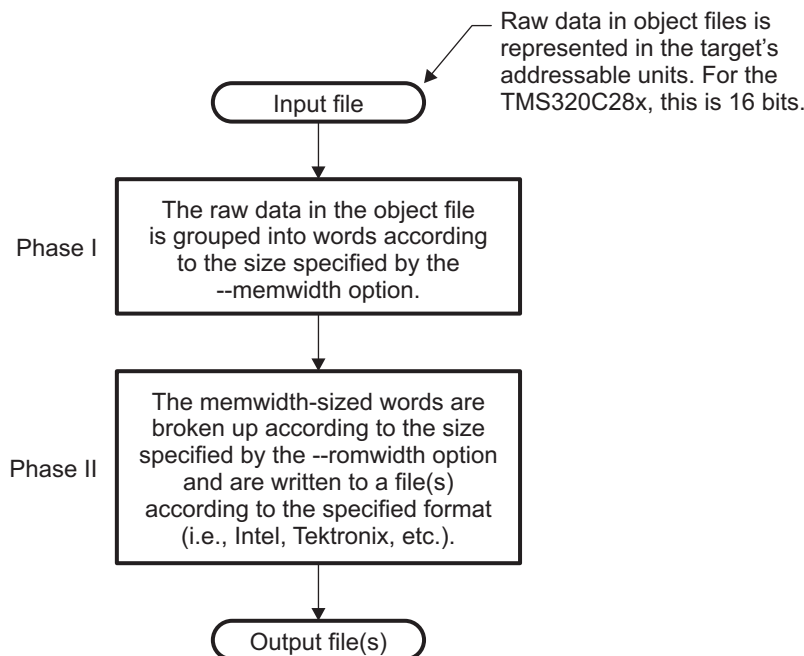 Raw data in object files is
represented in the target's
addressable units. For the
TMS320C28x, this is 16 bits.
Input file
Phase I
The raw data in the object file
is grouped into words according
to the size specified by the
--memwidth option.
Phase II
The memwidth-sized words are
broken up according to the size
specified by the --romwidth option
and are written to a file(s)
according to the specified format
(i.e., Intel, Tektronix, etc.).
Output file(s)